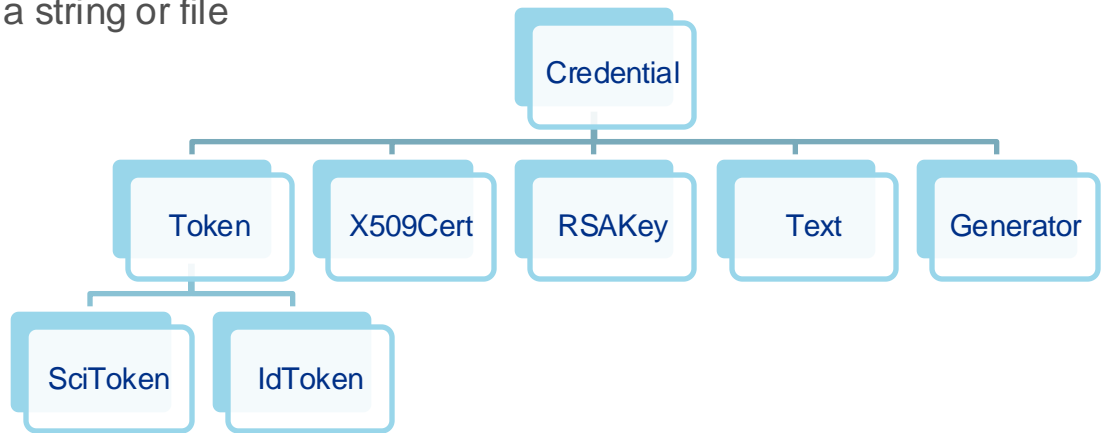 a string or file
Credential
Token X509Cert RSAKey Text Generator
SciToken IdToken